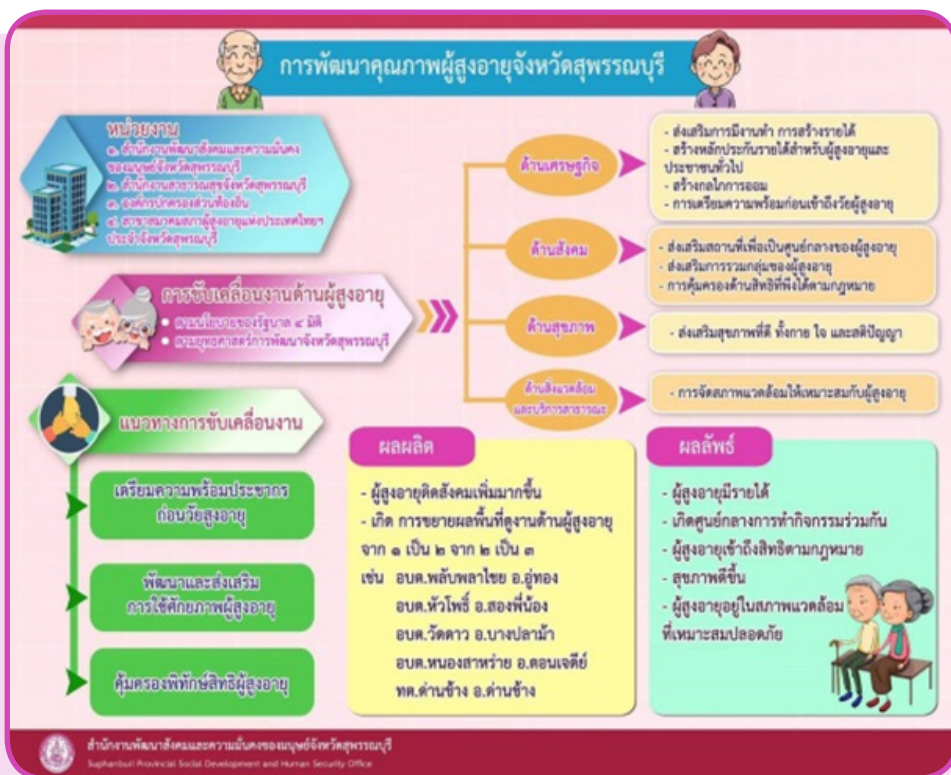 การพัฒนาคุณภาพผู้สูงอายุจังหวัดสุพรรณบุรี
หน่วยงาน
๑. สำนักงานพัฒนาสังคมและความมั่นคง
ของมนุษย์จังหวัดสุพรรณบุรี
๒. สำนักงานสาธารณสุขจังหวัดสุพรรณบุรี
๓. องค์กรปกครองส่วนท้องถิ่น
๔. สาขาสมาคมสภาผู้สูงอายุแห่งประเทศไทยฯ
ประจำจังหวัดสุพรรณบุรี
การขับเคลื่อนงานด้านผู้สูงอายุ
• ตามนโยบายของรัฐบาล ๔ มิติ
• ตามยุทธศาสตร์การพัฒนาจังหวัดสุพรรณบุรี
ด้านเศรษฐกิจ
- ส่งเสริมการมีงานทำ การสร้างรายได้
- สร้างหลักประกันรายได้สำหรับผู้สูงอายุและ
ประชาชนทั่วไป
- สร้างกลไกการออม
- การเตรียมความพร้อมก่อนเข้าถึงวัยผู้สูงอายุ
ด้านสังคม
- ส่งเสริมสถานที่เพื่อเป็นศูนย์กลางของผู้สูงอายุ
- ส่งเสริมการรวมกลุ่มของผู้สูงอายุ
- การคุ้มครองด้านสิทธิที่พึงได้ตามกฎหมาย
ด้านสุขภาพ
- ส่งเสริมสุขภาพที่ดี ทั้งกาย ใจ และสติปัญญา
ด้านสิ่งแวดล้อม
และบริการสาธารณะ
- การจัดสภาพแวดล้อมให้เหมาะสมกับผู้สูงอายุ
แนวทางการขับเคลื่อนงาน
เตรียมความพร้อมประชากร
ก่อนวัยสูงอายุ
พัฒนาและส่งเสริม
การใช้ศักยภาพผู้สูงอายุ
คุ้มครองพิทักษ์สิทธิผู้สูงอายุ
ผลผลิต
- ผู้สูงอายุติดสังคมเพิ่มมากขึ้น
- เกิด การขยายผลพื้นที่ดูงานด้านผู้สูงอายุ
จาก ๑ เป็น ๒ จาก ๒ เป็น ๓
เช่น อบต.พลับพลาไชย อ.อู่ทอง
อบต.หัวโพธิ์ อ.สองพี่น้อง
อบต.วัดดาว อ.บางปลาม้า
อบต.หนองสาหร่าย อ.ดอนเจดีย์
ทต.ด่านช้าง อ.ด่านช้าง
ผลลัพธ์
- ผู้สูงอายุมีรายได้
- เกิดศูนย์กลางการทำกิจกรรมร่วมกัน
- ผู้สูงอายุเข้าถึงสิทธิตามกฎหมาย
- สุขภาพดีขึ้น
- ผู้สูงอายุอยู่ในสภาพแวดล้อม
ที่เหมาะสมปลอดภัย
สำนักงานพัฒนาสังคมและความมั่นคงของมนุษย์จังหวัดสุพรรณบุรี
Suphanburi Provincial Social Development and Human Security Office